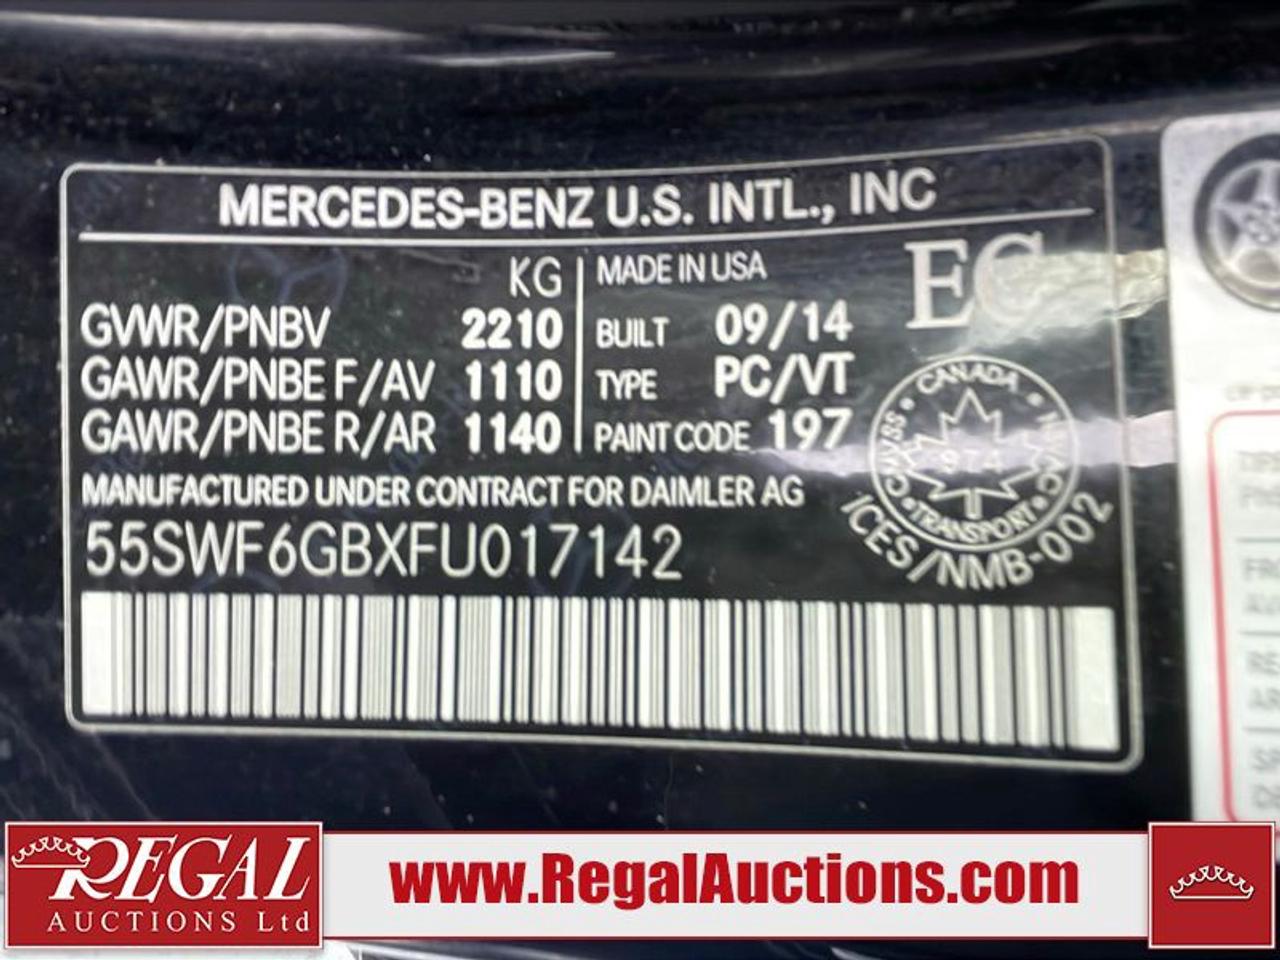 MERCEDES-BENZ U.S. INTL., INC
KG
GVWR/PNBV 2210
GAWR/PNBE F/AV 1110
GAWR/PNBE R/AR 1140
MADE IN USA
BUILT 09/14
TYPE PC/VT
PAINT CODE 197
EC
MANUFACTURED UNDER CONTRACT FOR DAIMLER AG
55SWF6GBXFU017142
CANADA
CMVSS
NSVAC
974
TRANSPORT
ICES/NMB-002
REGAL
AUCTIONS Ltd
www.RegalAuctions.com